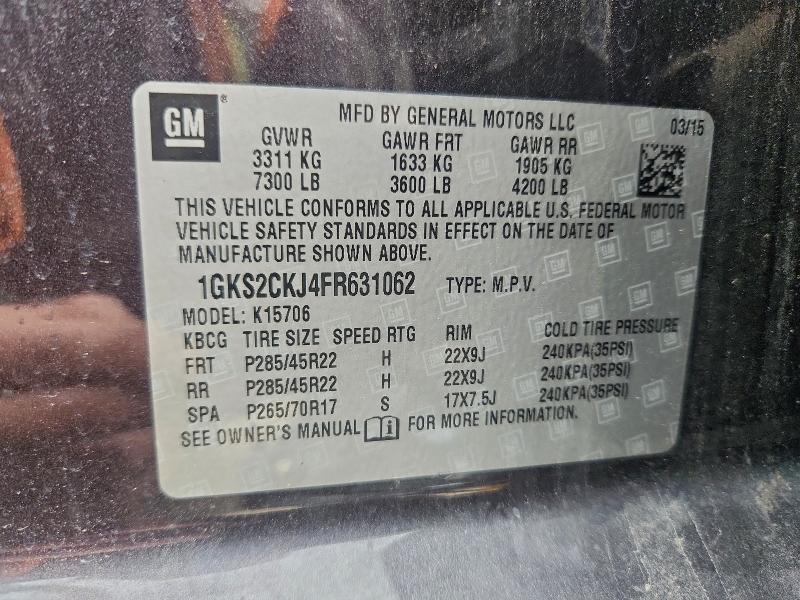 GM ®
MFD BY GENERAL MOTORS LLC 03/15
GVWR GAWR FRT GAWR RR
3311 KG 1633 KG 1905 KG
7300 LB 3600 LB 4200 LB
THIS VEHICLE CONFORMS TO ALL APPLICABLE U.S. FEDERAL MOTOR
VEHICLE SAFETY STANDARDS IN EFFECT ON THE DATE OF
MANUFACTURE SHOWN ABOVE.
1GKS2CKJ4FR631062 TYPE: M.P.V.
MODEL: K15706
KBCG TIRE SIZE SPEED RTG RIM COLD TIRE PRESSURE
FRT P285/45R22 H 22X9J 240KPA(35PSI)
RR P285/45R22 H 22X9J 240KPA(35PSI)
SPA P265/70R17 S 17X7.5J 240KPA(35PSI)
SEE OWNER'S MANUAL FOR MORE INFORMATION.